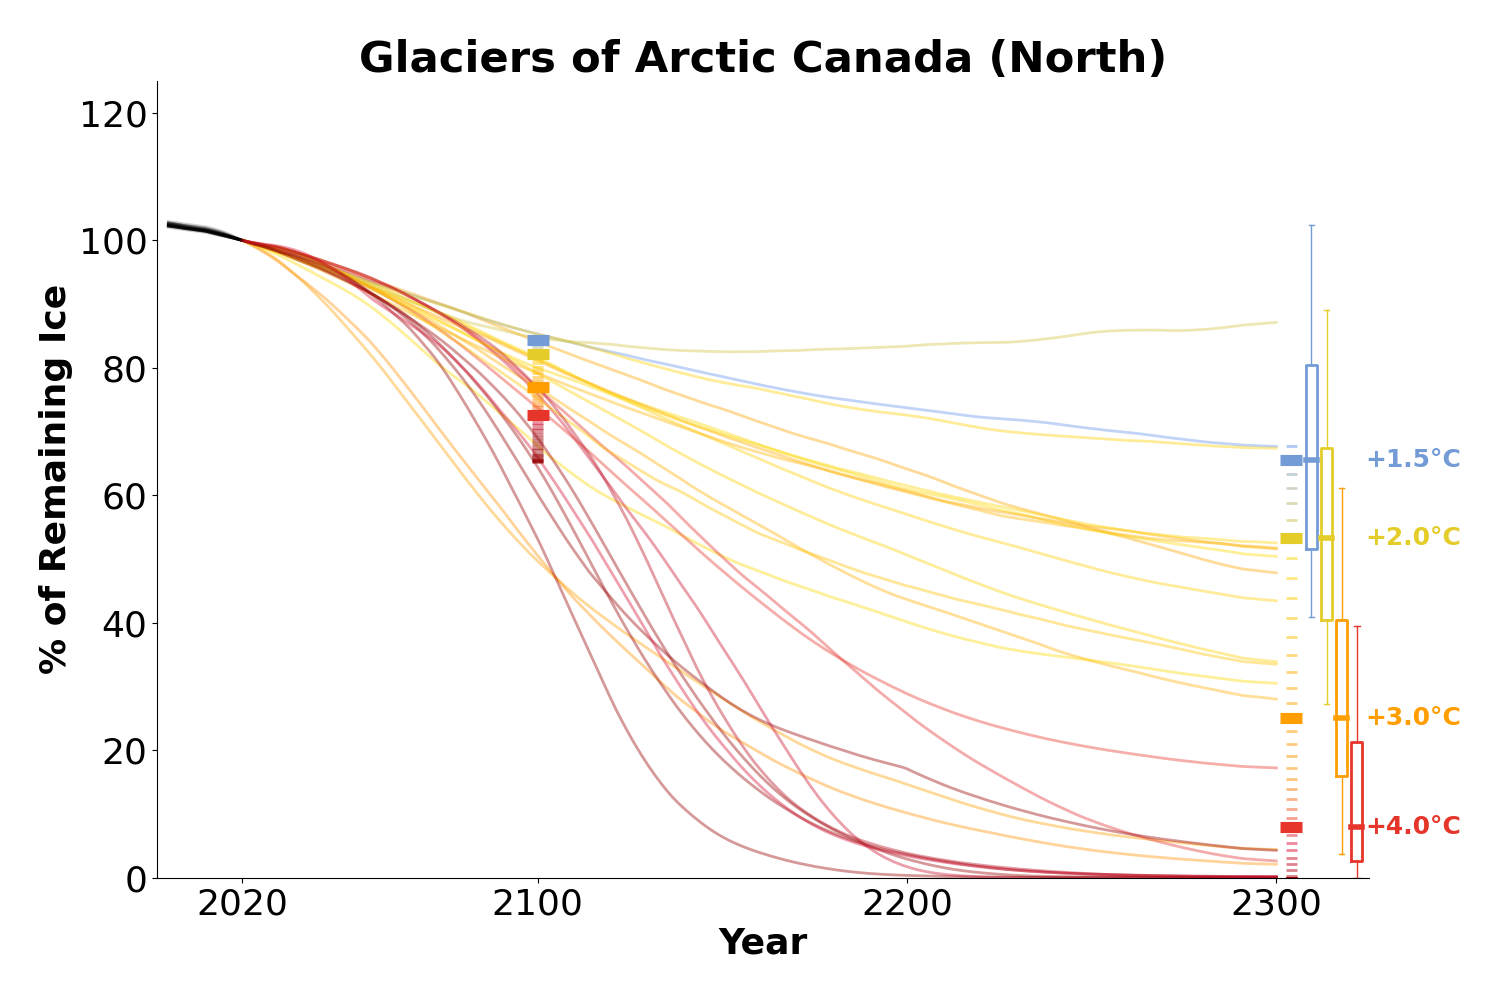 Glaciers of Arctic Canada (North)
% of Remaining Ice
120
100
80
60
40
20
0
+1.5°C
+2.0°C
+3.0°C
+4.0°C
2020
2100
2200
2300
Year